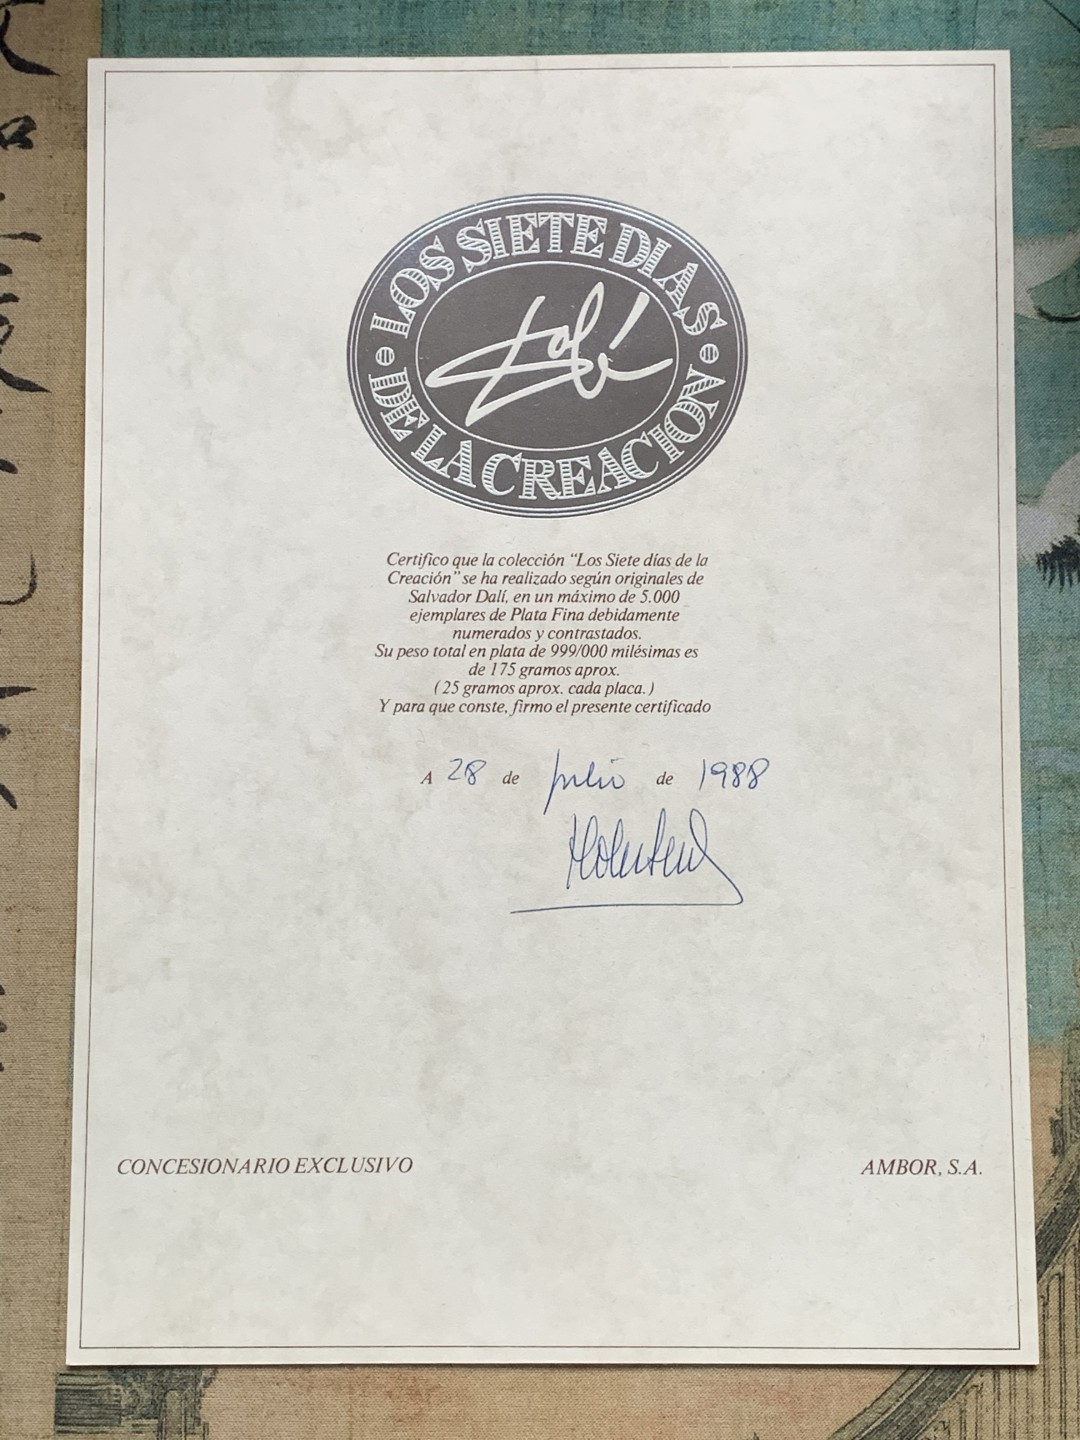 LOS SIETE DIAS
DE LA CREACION
Dalí
Certifico que la colección "Los Siete días de la
Creación" se ha realizado según originales de
Salvador Dalí, en un máximo de 5.000
ejemplares de Plata Fina debidamente
numerados y contrastados.
Su peso total en plata de 999/000 milésimas es
de 175 gramos aprox.
(25 gramos aprox. cada placa.)
Y para que conste, firmo el presente certificado
A 28 de julio de 1988
CONCESIONARIO EXCLUSIVO
AMBOR, S.A.